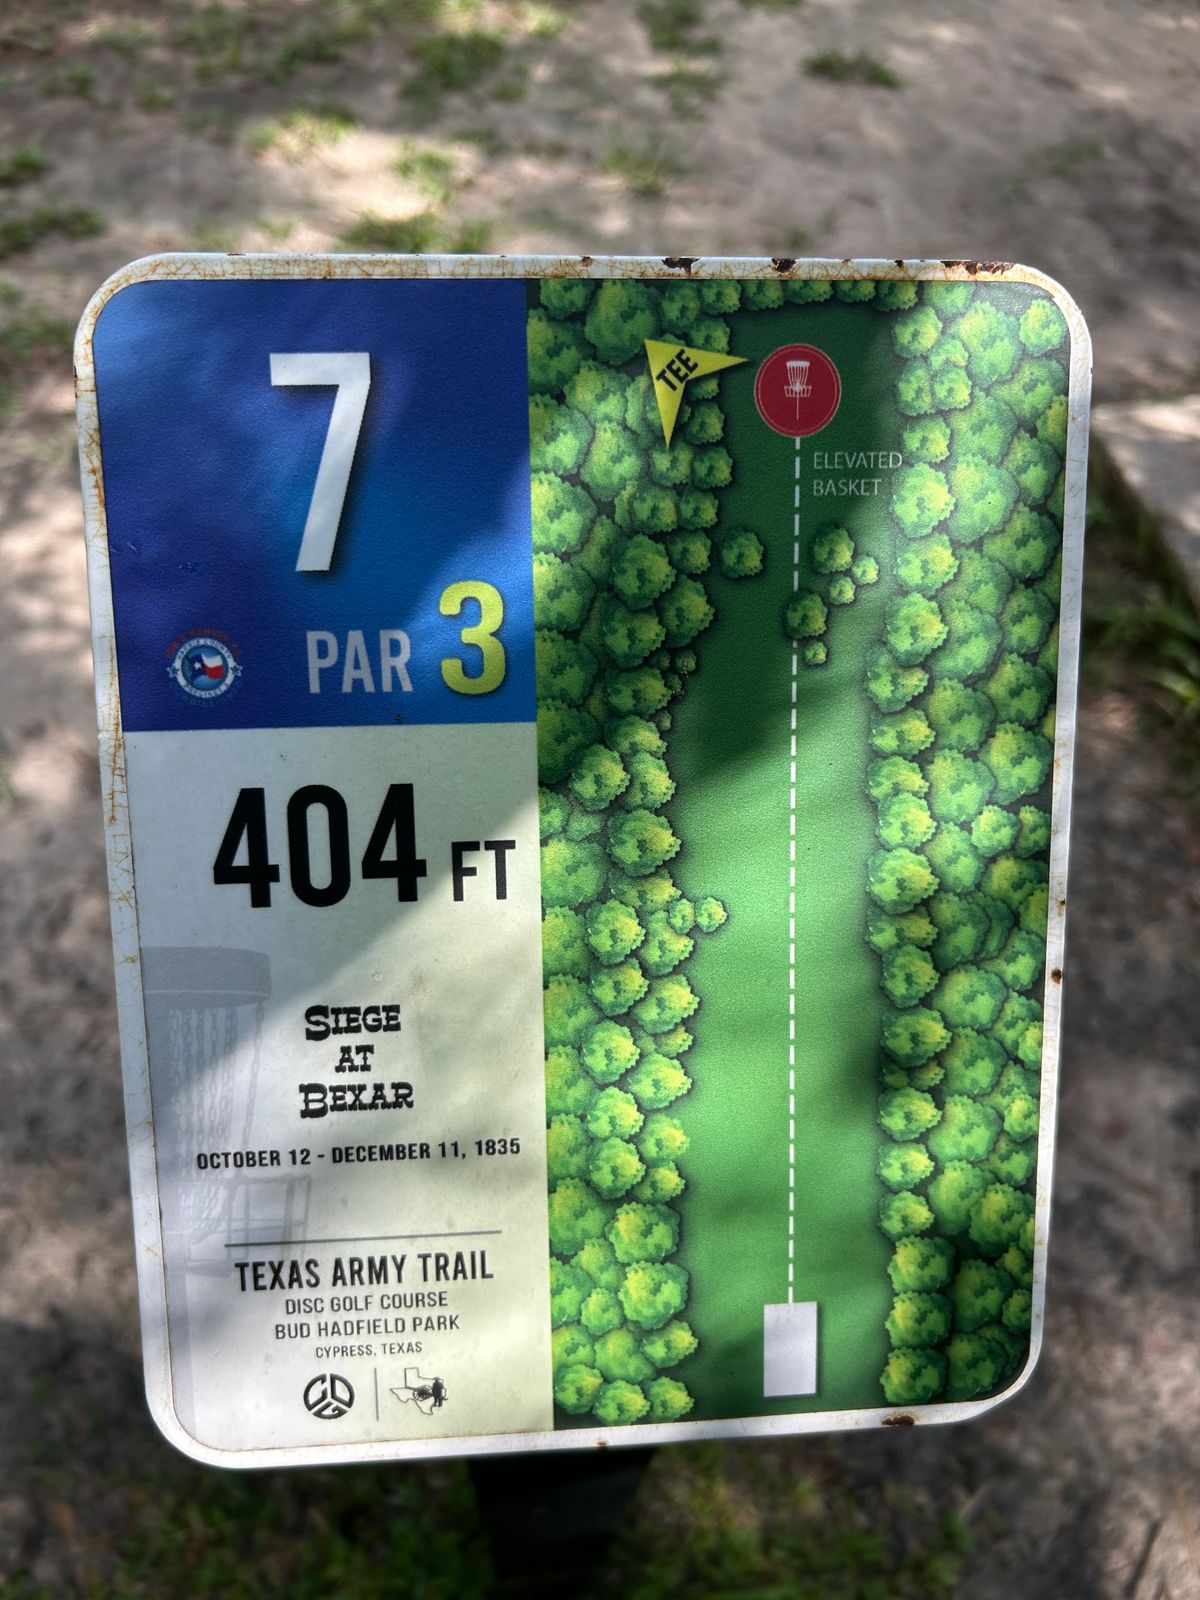 7
PAR 3
404 FT
SIEGE
AT
BEXAR
OCTOBER 12 - DECEMBER 11, 1835
TEXAS ARMY TRAIL
DISC GOLF COURSE
BUD HADFIELD PARK
CYPRESS, TEXAS
TEE
ELEVATED
BASKET